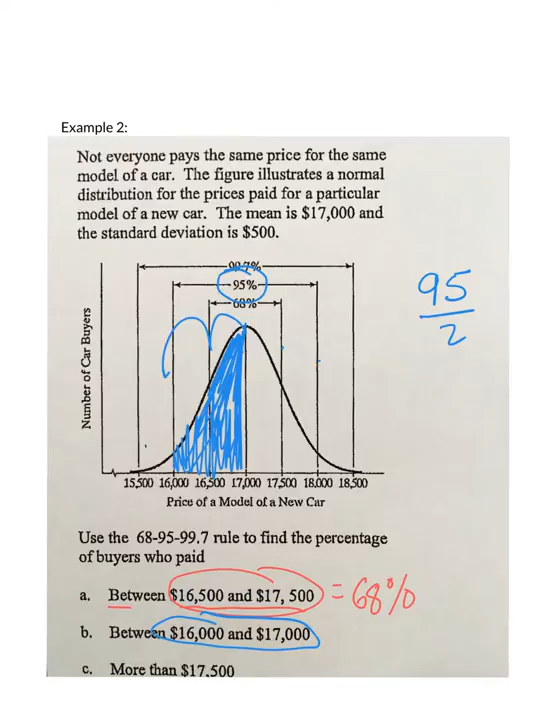 Example 2:
Not everyone pays the same price for the same
model of a car. The figure illustrates a normal
distribution for the prices paid for a particular
model of a new car. The mean is $17,000 and
the standard deviation is $500.
99.7%
95%
68%
95
2
Number of Car Buyers
15,500 16,000 16,500 17,000 17,500 18,000 18,500
Price of a Model of a New Car
Use the 68-95-99.7 rule to find the percentage
of buyers who paid
a. Between $16,500 and $17, 500 = 68%
b. Between $16,000 and $17,000
c. More than $17,500